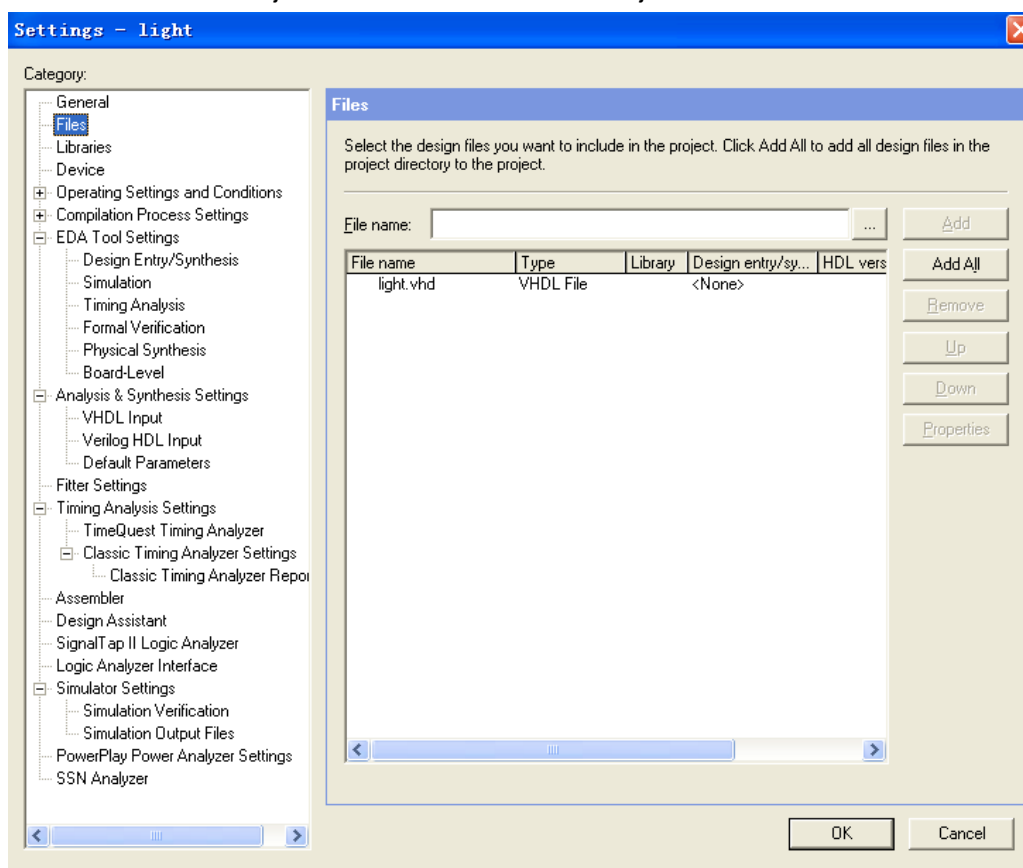 Settings - light
Category:
General
Files
Libraries
Device
Operating Settings and Conditions
Compilation Process Settings
EDA Tool Settings
Design Entry/Synthesis
Simulation
Timing Analysis
Formal Verification
Physical Synthesis
Board-Level
Analysis & Synthesis Settings
VHDL Input
Verilog HDL Input
Default Parameters
Fitter Settings
Timing Analysis Settings
TimeQuest Timing Analyzer
Classic Timing Analyzer Settings
Classic Timing Analyzer Repor
Assembler
Design Assistant
SignalTap II Logic Analyzer
Logic Analyzer Interface
Simulator Settings
Simulation Verification
Simulation Output Files
PowerPlay Power Analyzer Settings
SSN Analyzer
Files
Select the design files you want to include in the project. Click Add All to add all design files in the
project directory to the project.
File name: ... Add
File name Type Library Design entry/sy... HDL vers
light.vhd VHDL File <None>
Add All
Remove
Up
Down
Properties
OK Cancel